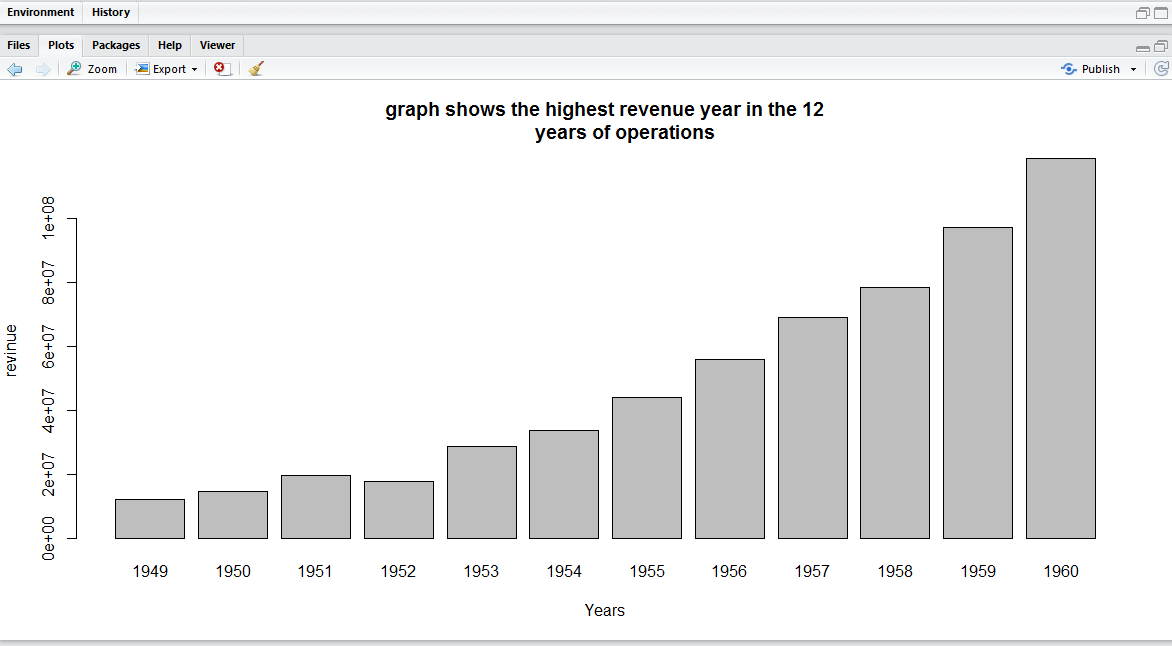 Environment History
Files Plots Packages Help Viewer
Zoom Export Publish
graph shows the highest revenue year in the 12
years of operations
revinue
1e+08
8e+07
6e+07
4e+07
2e+07
0e+00
1949 1950 1951 1952 1953 1954 1955 1956 1957 1958 1959 1960
Years